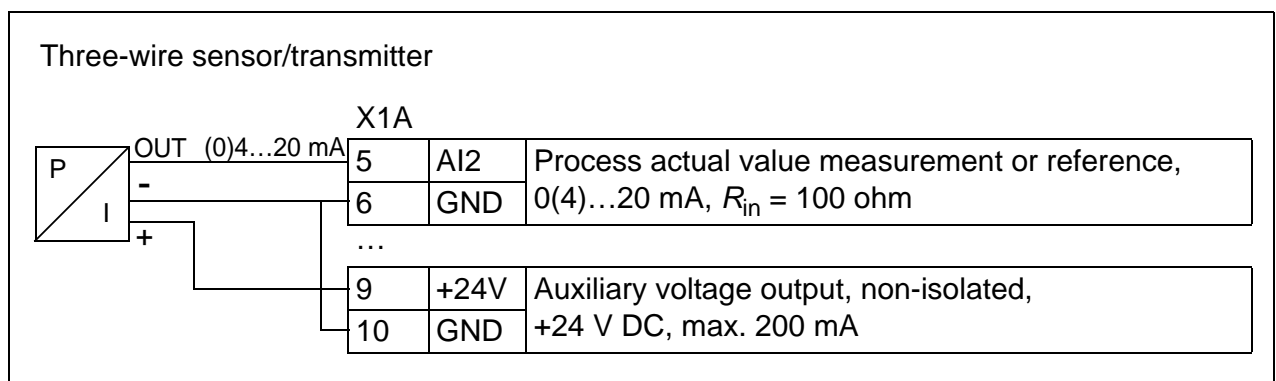 Three-wire sensor/transmitter
X1A
P
I
OUT (0)4…20 mA
-
+
5 AI2 Process actual value measurement or reference,
6 GND 0(4)…20 mA, Rin = 100 ohm
…
9 +24V Auxiliary voltage output, non-isolated,
10 GND +24 V DC, max. 200 mA